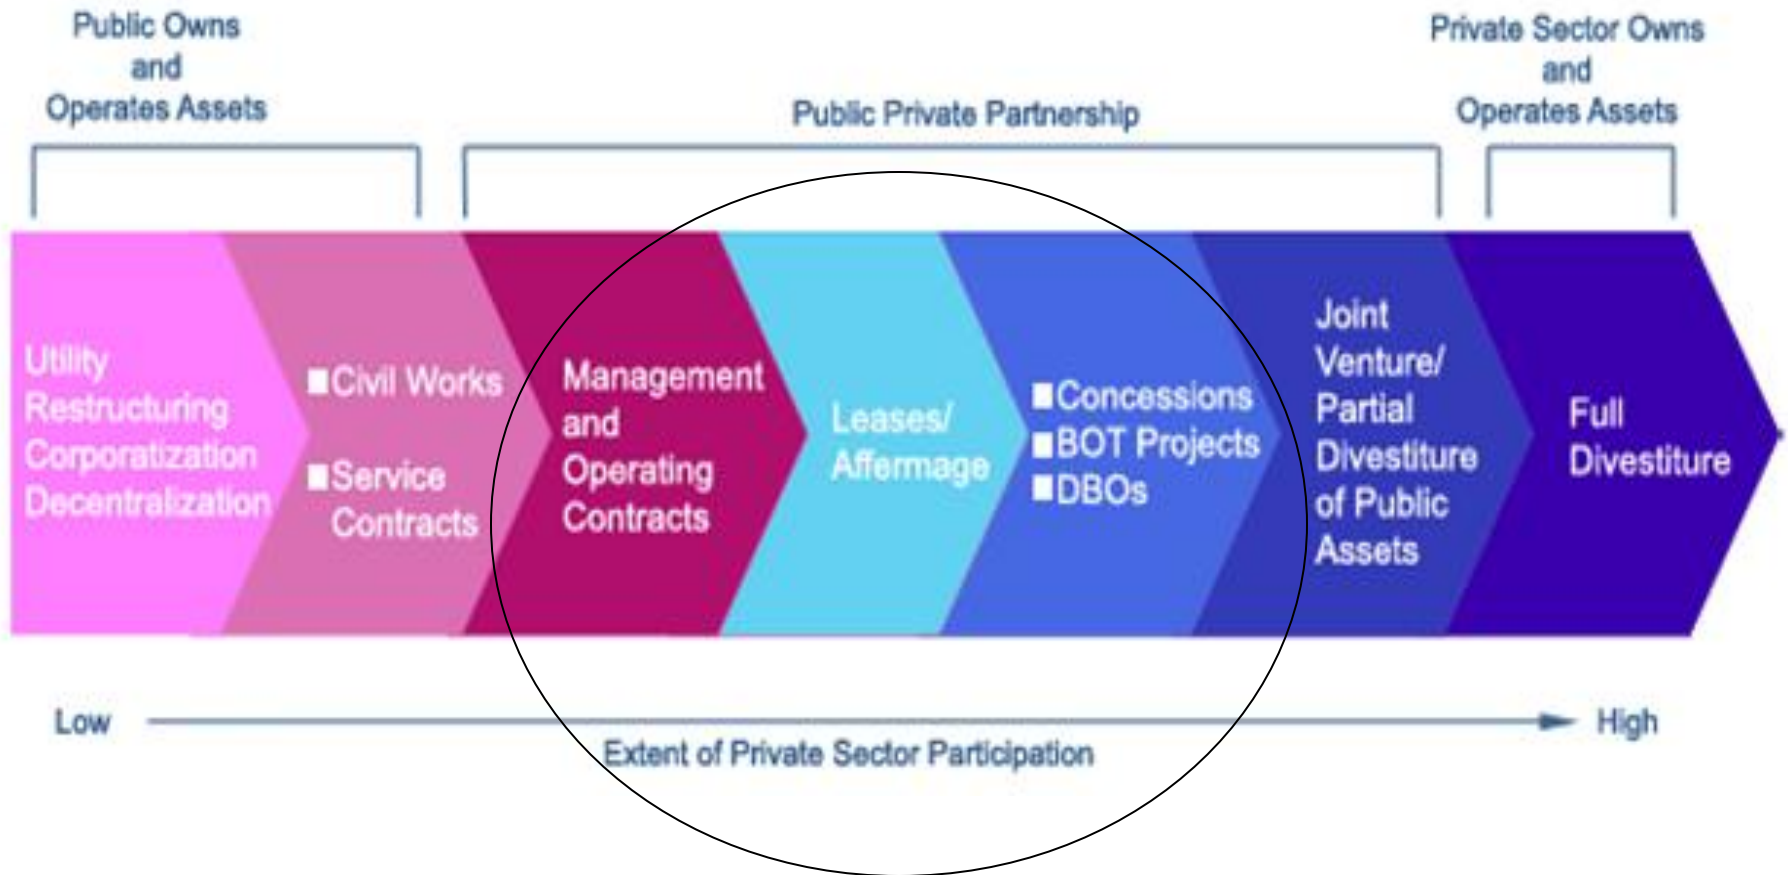 Public Owns
and
Operates Assets
Public Private Partnership
Private Sector Owns
and
Operates Assets
Utility
Restructuring
Corporatization
Decentralization
■Civil Works
■Service
Contracts
Management
and
Operating
Contracts
Leases/
Affermage
■Concessions
■BOT Projects
■DBOs
Joint
Venture/
Partial
Divestiture
of Public
Assets
Full
Divestiture
Low
High
Extent of Private Sector Participation